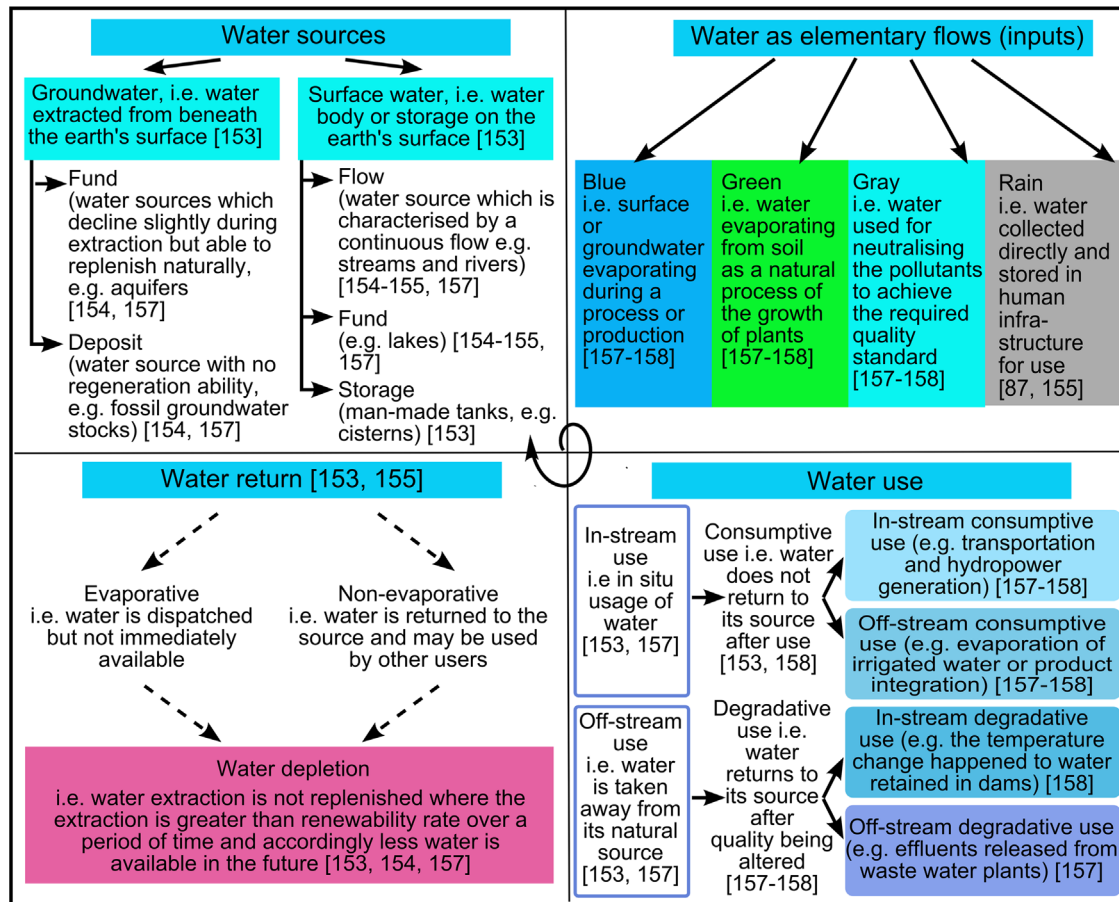 Water sources
Groundwater, i.e. water
extracted from beneath
the earth's surface [153]
Fund
(water sources which
decline slightly during
extraction but able to
replenish naturally,
e.g. aquifers
[154, 157)
Deposit
(water source with no
regeneration ability,
e.g. fossil groundwater
stocks) [154, 157]
Surface water, i.e. water
body or storage on the
earth's surface [153]
Flow
(water source which is
characterised by a
continuous flow e.g.
streams and rivers)
[154-155, 157]
Fund
(e.g. lakes) [154-155,
157]
Storage
(man-made tanks, e.g.
cisterns) [153]
Water as elementary flows (inputs)
Blue
i.e. surface
or
groundwater
evaporating
during a
process or
production
[157-158]
Green
i.e. water
evaporating
from soil
as a natural
process of
the growth
of plants
[157-158]
Gray
i.e. water
used for
neutralising
the pollutants
to achieve
the required
quality
standard
[157-158]
Rain
i.e. water
collected
directly and
stored in
human
infra-
structure
for use
[87, 155]
Water return [153, 155]
Evaporative
i.e. water is dispatched
but not immediately
available
Non-evaporative
i.e. water is returned to the
source and may be used
by other users
Water depletion
i.e. water extraction is not replenished where the
extraction is greater than renewability rate over a
period of time and accordingly less water is
available in the future [153, 154, 157]
Water use
In-stream
use
i.e in situ
usage of
water
[153, 157]
Consumptive
use i.e. water
does not
return to
its source
after use
[153, 158]
In-stream consumptive
use (e.g. transportation
and hydropower
generation) [157-158]
Off-stream consumptive
use (e.g. evaporation of
irrigated water or product
integration) [157-158]
Off-stream
use
i.e. water
is taken
away from
its natural
source
[153, 157]
Degradative
use i.e.
water
returns to
its source
after
quality being
altered
[157-158]
In-stream degradative
use (e.g. the temperature
change happened to water
retained in dams) [158]
Off-stream degradative use
(e.g. effluents released from
waste water plants) [157]